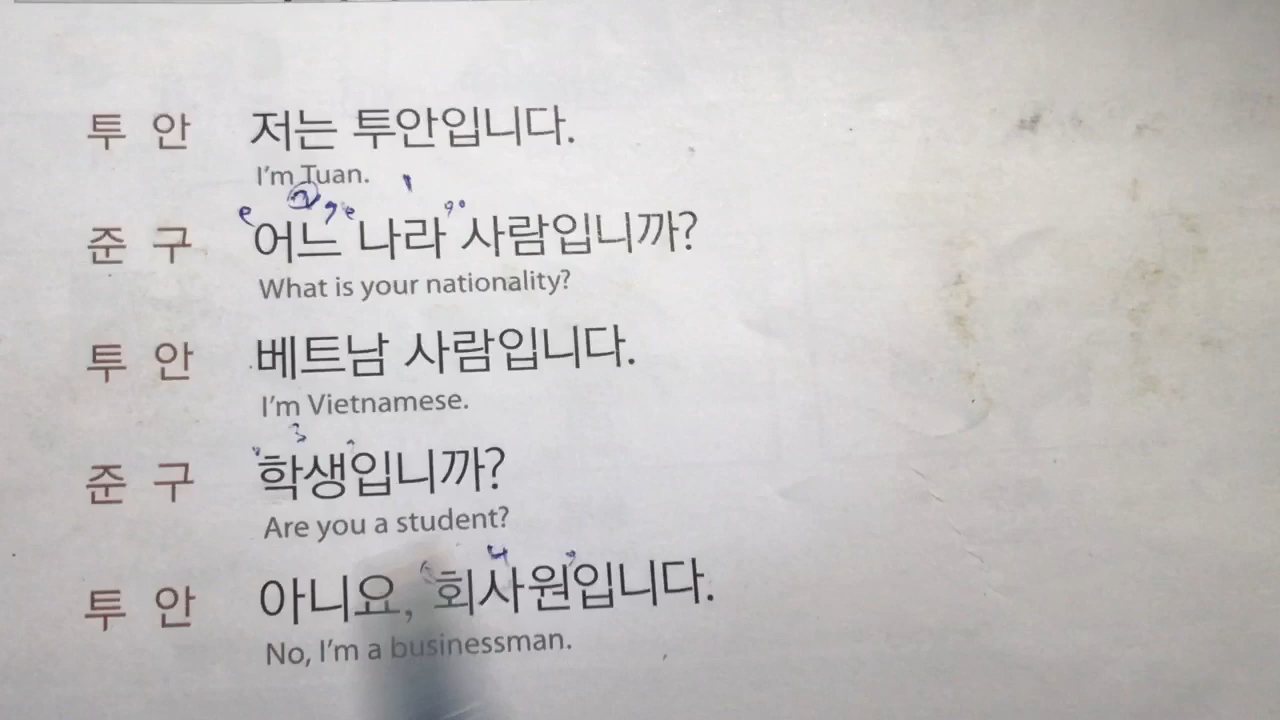 투 안 저는 투안입니다.
I'm Tuan.
준 구 어느 나라 사람입니까?
What is your nationality?
투 안 베트남 사람입니다.
I'm Vietnamese.
3
준 구 학생입니까?
Are you a student?
4
투 안 아니요, 회사원입니다.
No, I'm a businessman.